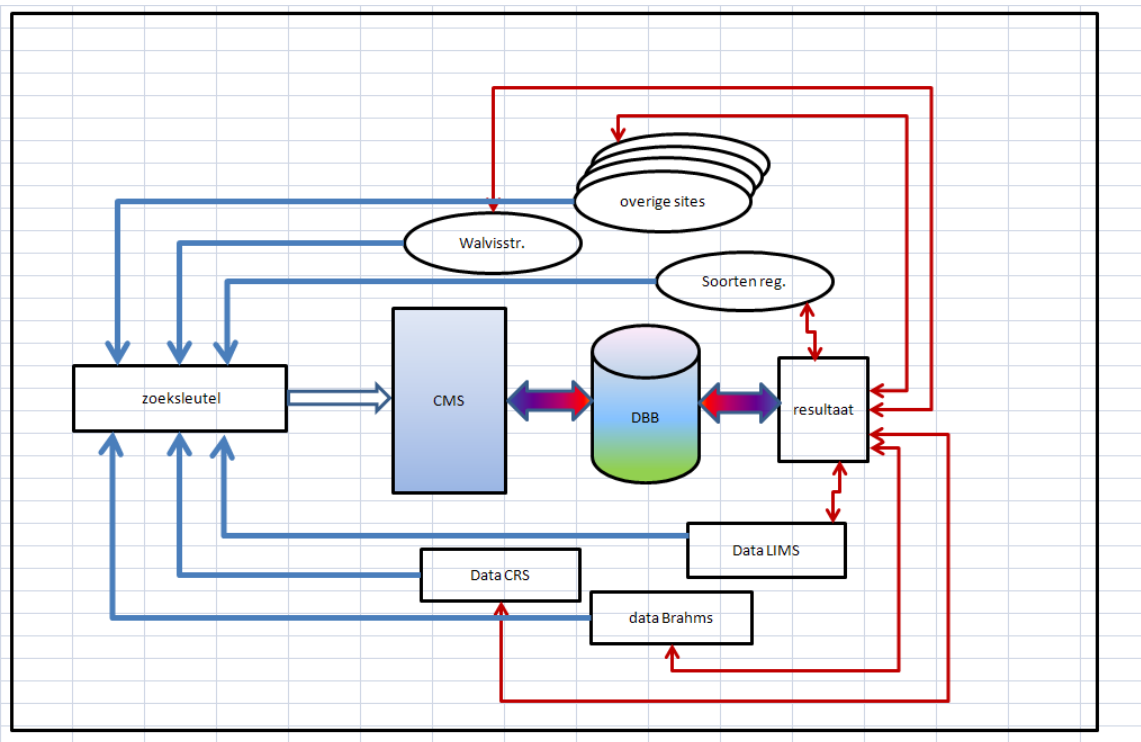 overige sites
Walvisstr.
Soorten reg.
zoeksleutel
CMS
DBB
resultaat
Data LIMS
Data CRS
data Brahms